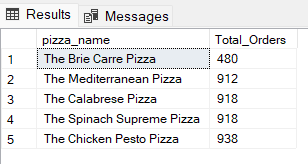 Results Messages
pizza_name Total_Orders
1 The Brie Carre Pizza 480
2 The Mediterranean Pizza 912
3 The Calabrese Pizza 918
4 The Spinach Supreme Pizza 918
5 The Chicken Pesto Pizza 938